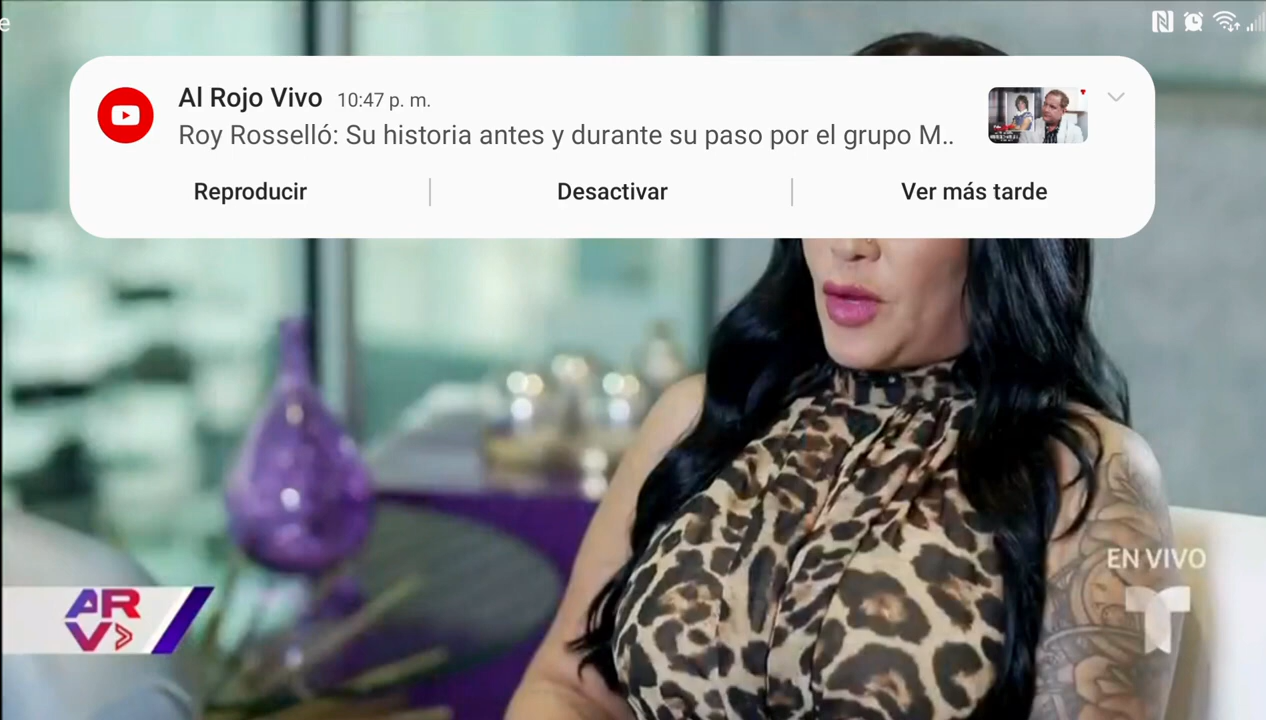 e
Al Rojo Vivo 10:47 p. m.
Roy Rosselló: Su historia antes y durante su paso por el grupo M..
Reproducir Desactivar Ver más tarde
EN VIVO
ARV